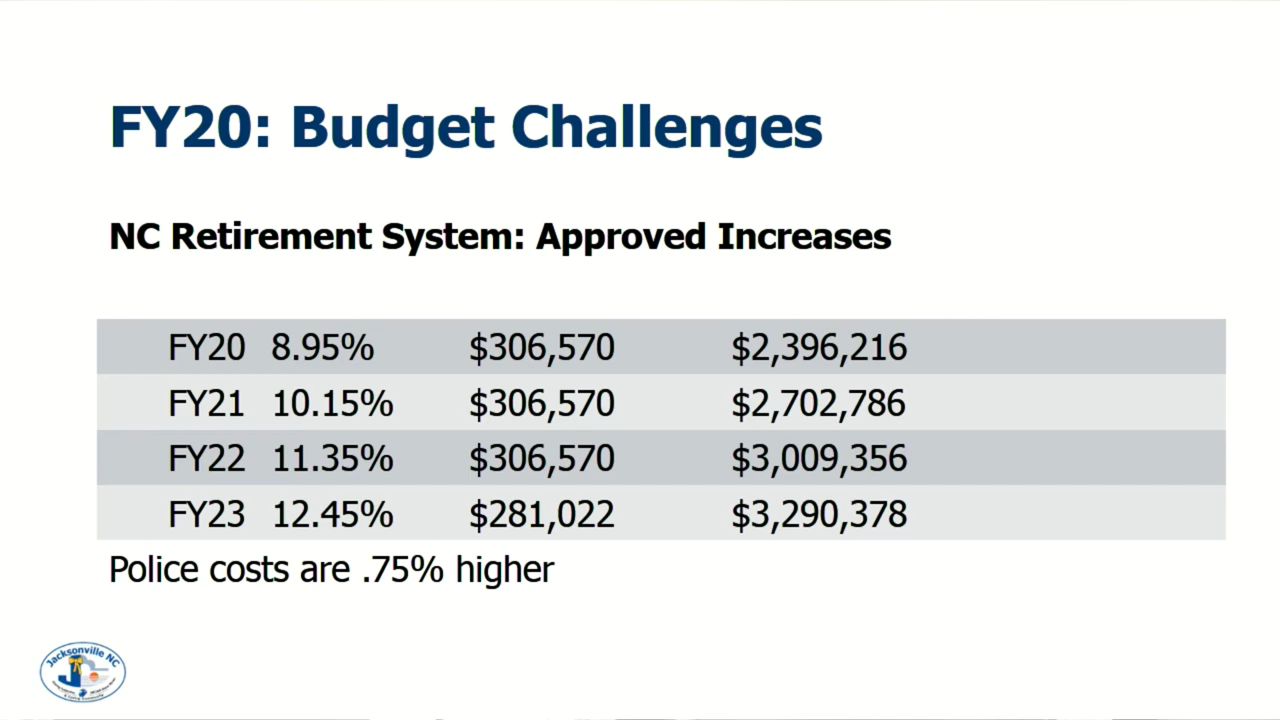 FY20: Budget Challenges
NC Retirement System: Approved Increases
FY20 8.95% $306,570 $2,396,216
FY21 10.15% $306,570 $2,702,786
FY22 11.35% $306,570 $3,009,356
FY23 12.45% $281,022 $3,290,378
Police costs are .75% higher
Jacksonville NC